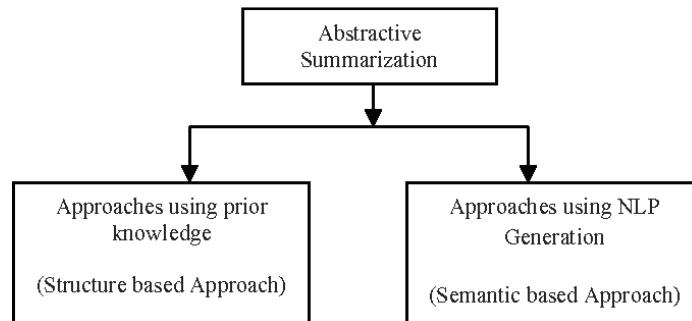 Abstractive
Summarization
Approaches using prior
knowledge
(Structure based Approach)
Approaches using NLP
Generation
(Semantic based Approach)